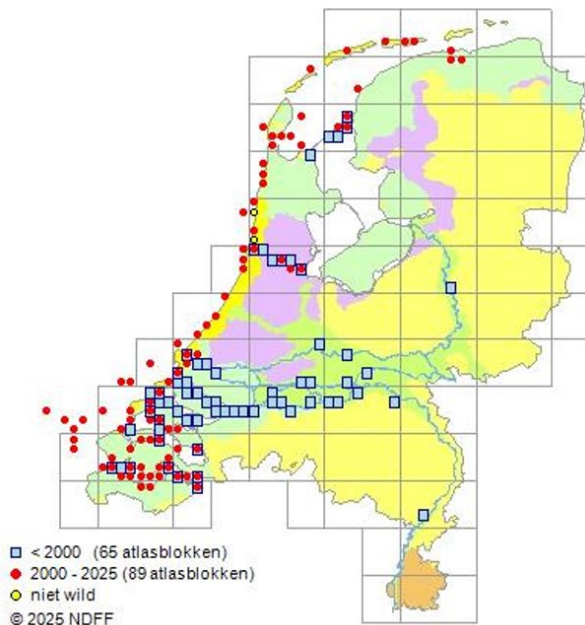 < 2000 (65 atlasblokken)
2000 - 2025 (89 atlasblokken)
niet wild
© 2025 NDFF